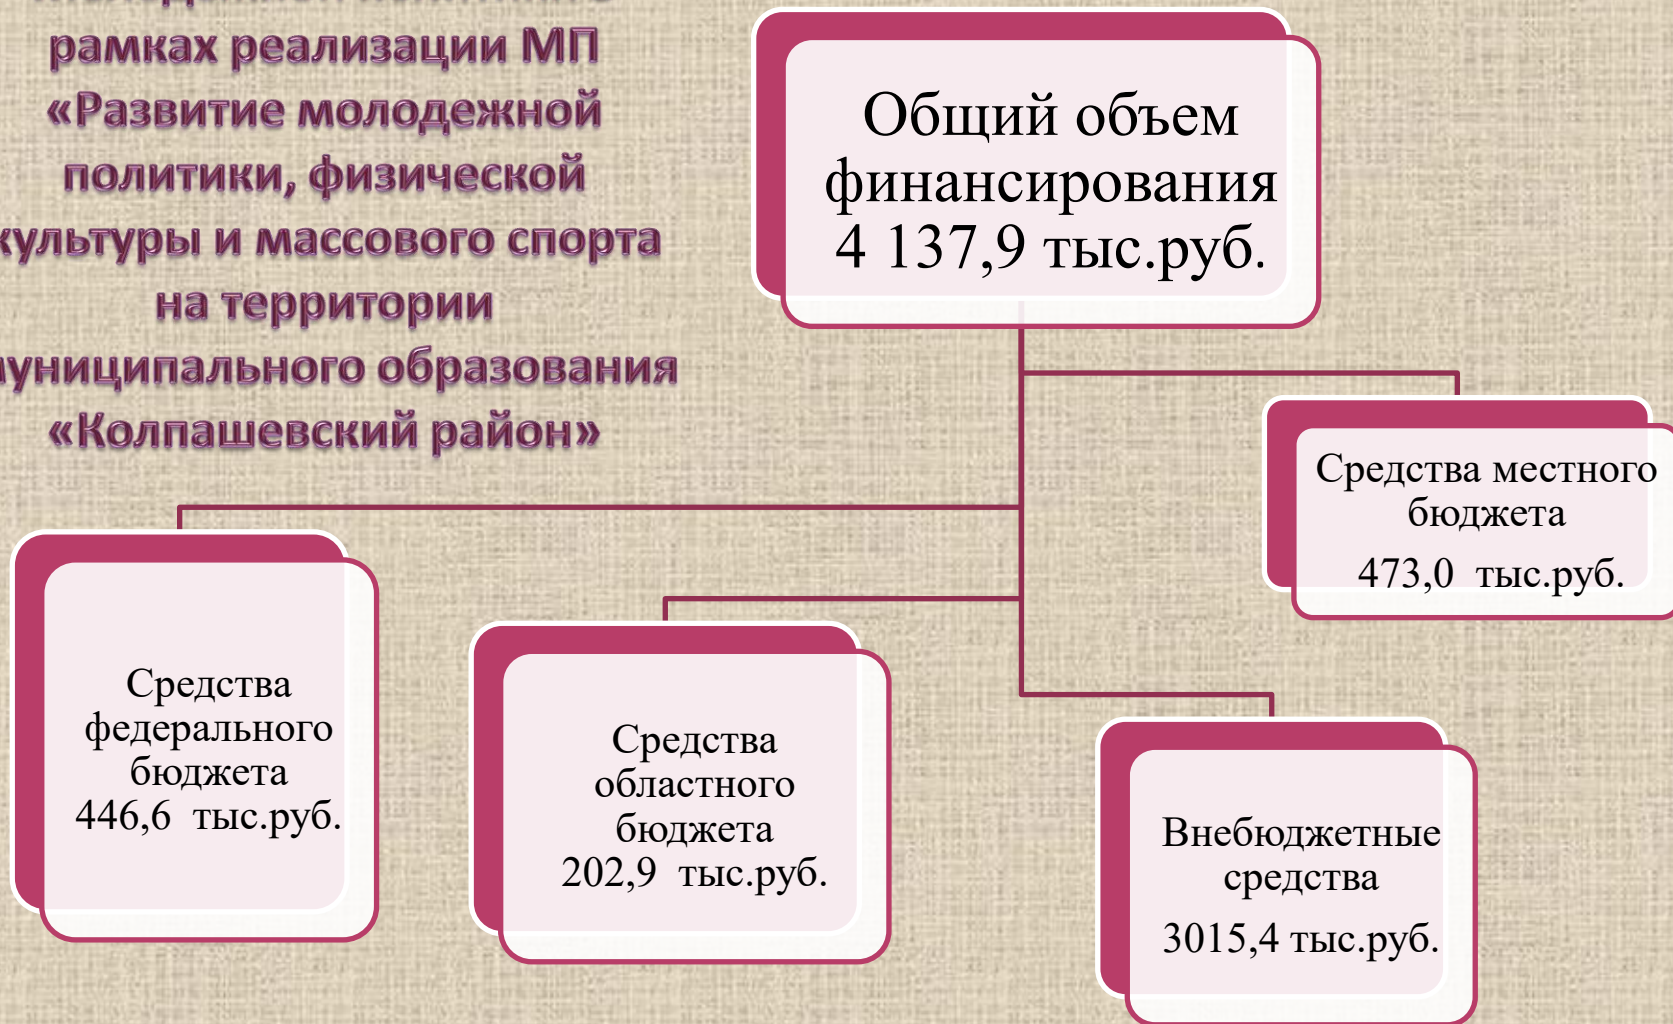 рамках реализации МП
«Развитие молодежной
политики, физической
культуры и массового спорта
на территории
муниципального образования
«Колпашевский район»
Общий объем
финансирования
4 137,9 тыс.руб.
Средства местного
бюджета
473,0 тыс.руб.
Средства
федерального
бюджета
446,6 тыс.руб.
Средства
областного
бюджета
202,9 тыс.руб.
Внебюджетные
средства
3015,4 тыс.руб.